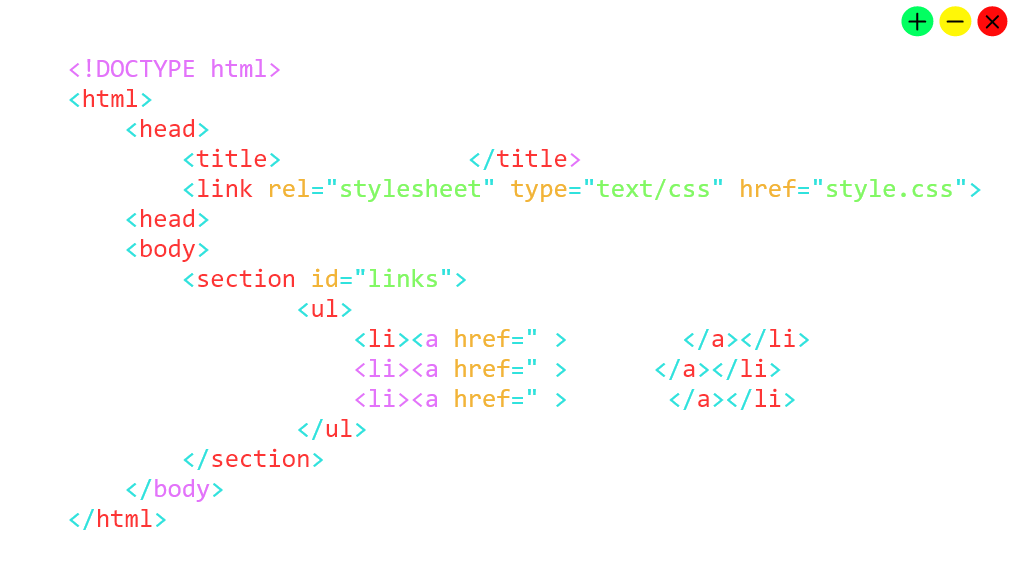 <!DOCTYPE html>
<html>
<head>
<title> </title>
<link rel="stylesheet" type="text/css" href="style.css">
<head>
<body>
<section id="links">
<ul>
<li><a href=" > </a></li>
<li><a href=" > </a></li>
<li><a href=" > </a></li>
</ul>
</section>
</body>
</html>